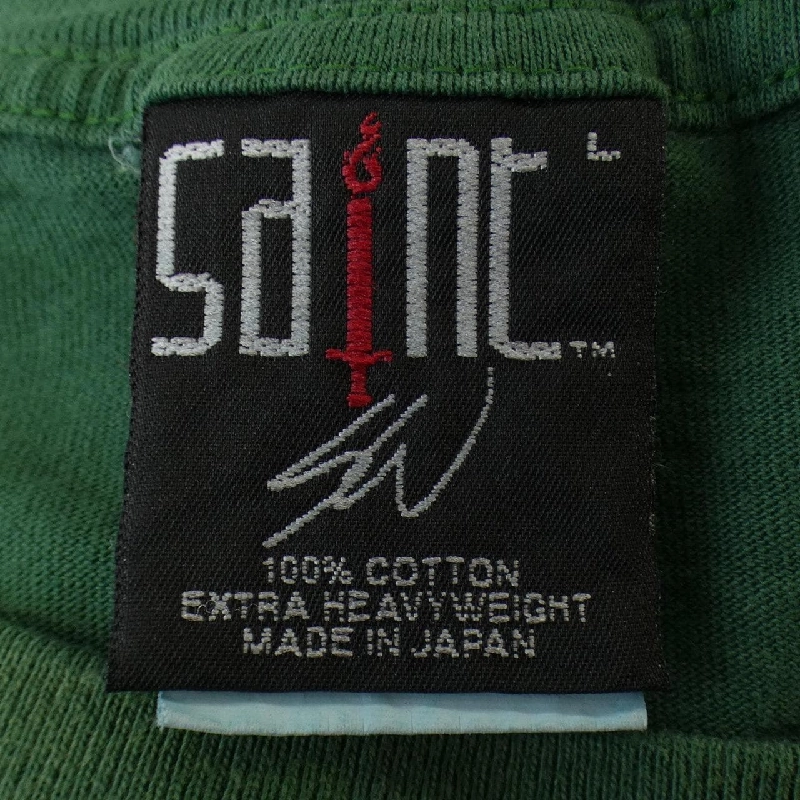 saint L
TM
100% COTTON
EXTRA HEAVYWEIGHT
MADE IN JAPAN